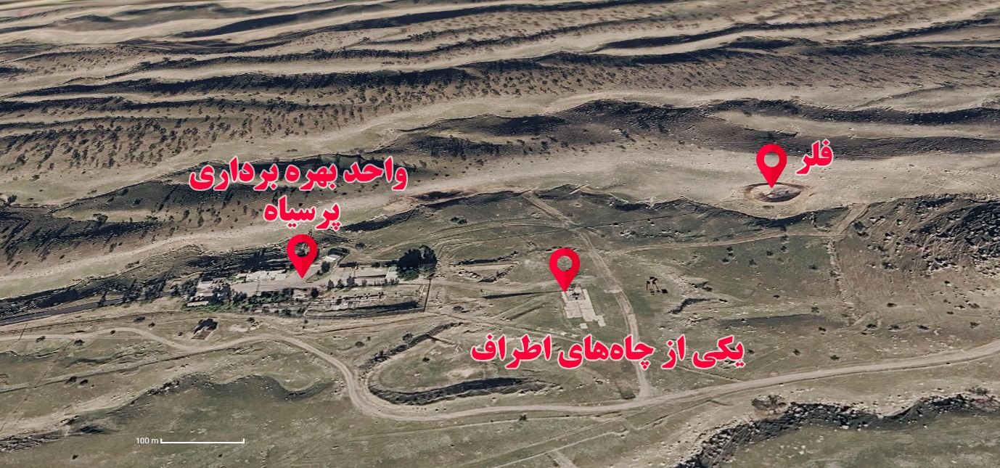 فلر
واحد بهره برداری
پرسیاه
یکی از چاه‌های اطراف
100 m